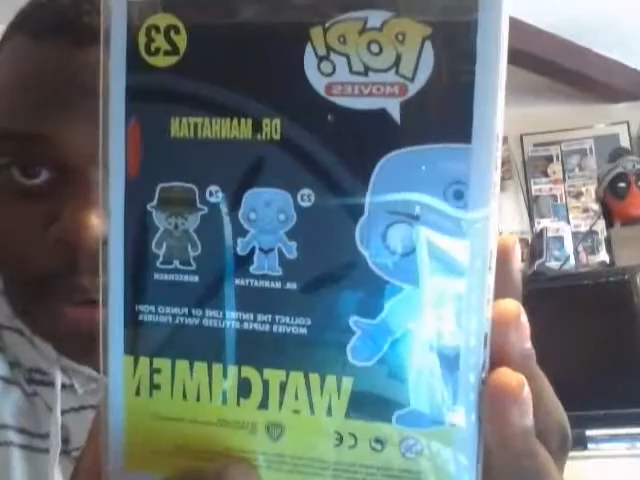 23
POP!
MOVIES
DR. MANHATTAN
24
23
RORSCHACH
DR. MANHATTAN
COLLECT THE ENTIRE LINE OF FUNKO POP!
MOVIES SUPER-STYLIZED VINYL FIGURES
WATCHMEN
CE